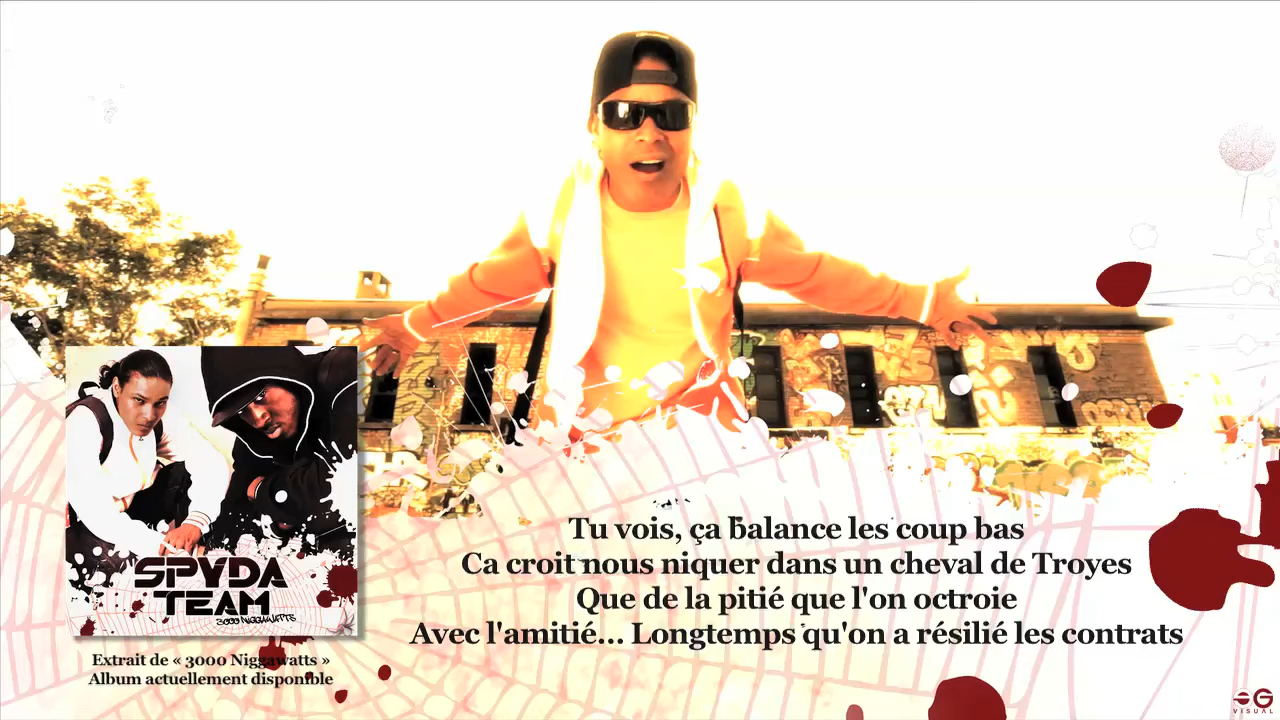 Tu vois, ça balance les coup bas
Ca croit nous niquer dans un cheval de Troyes
Que de la pitié que l'on octroie
Avec l'amitié... Longtemps qu'on a résilié les contrats
SPYDA
TEAM
3000 NIGGAWATTS
Extrait de « 3000 Niggawatts »
Album actuellement disponible
SG
VISUAL